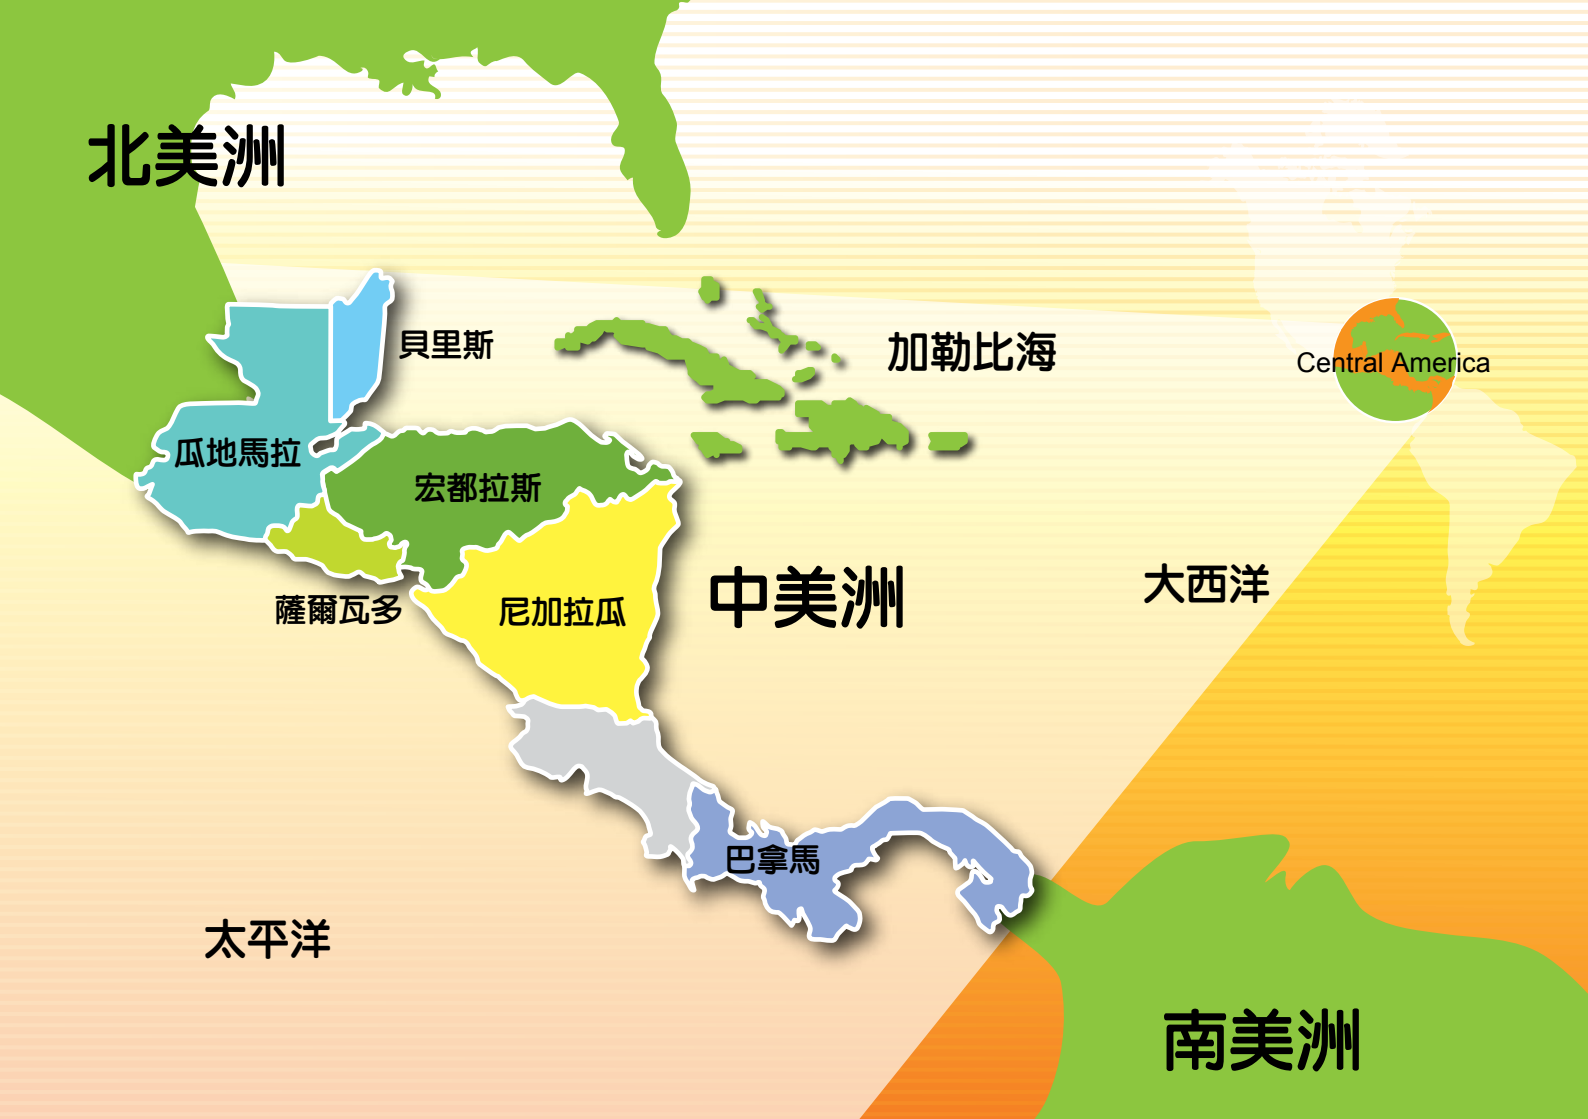 北美洲
貝里斯
加勒比海
Central America
瓜地馬拉
宏都拉斯
中美洲
大西洋
薩爾瓦多
尼加拉瓜
巴拿馬
太平洋
南美洲